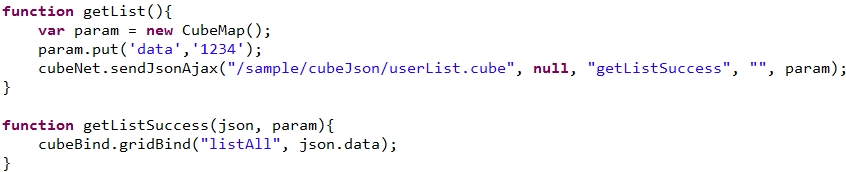 function getList(){
    var param = new CubeMap();
    param.put('data','1234');
    cubeNet.sendJsonAjax("/sample/cubeJson/userList.cube", null, "getListSuccess", "", param);
}

function getListSuccess(json, param){
    cubeBind.gridBind("listAll", json.data);
}